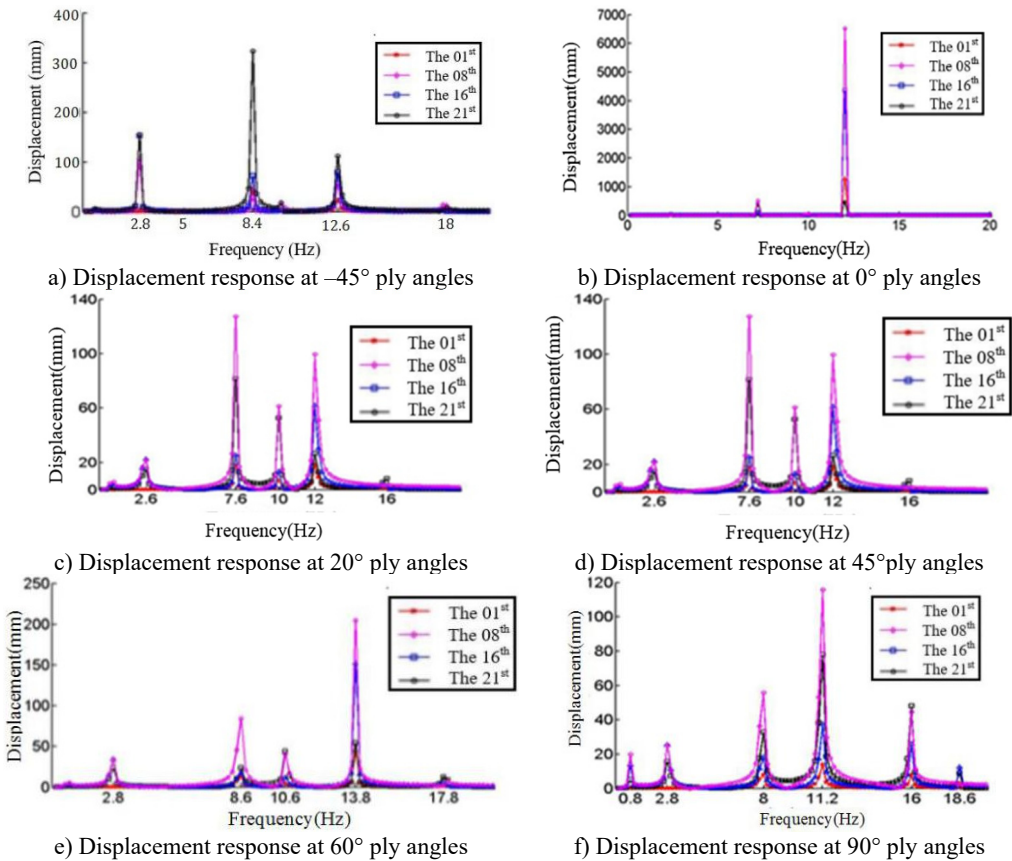 400
300
200
100
0
Displacement (mm)
The 01st
The 08th
The 16th
The 21st
2.8 5 8.4 12.6 18
Frequency (Hz)
a) Displacement response at –45° ply angles
7000
6000
5000
4000
3000
2000
1000
0
Displacement(mm)
The 01st
The 08th
The 16th
The 21st
0 5 10 15 20
Frequency (Hz)
b) Displacement response at 0° ply angles
140
100
60
20
0
Displacement(mm)
The 01st
The 08th
The 16th
The 21st
2.6 7.6 10 12 16
Frequency(Hz)
c) Displacement response at 20° ply angles
140
100
60
20
0
Displacement(mm)
The 01st
The 08th
The 16th
The 21st
2.6 7.6 10 12 16
Frequency(Hz)
d) Displacement response at 45°ply angles
250
200
150
100
50
0
Displacement(mm)
The 01st
The 08th
The 16th
The 21st
2.8 8.6 10.6 13.8 17.8
Frequency(Hz)
e) Displacement response at 60° ply angles
120
100
80
60
40
20
0
Displacement(mm)
The 01st
The 08th
The 16th
The 21st
0.8 2.8 8 11.2 16 18.6
Frequency(Hz)
f) Displacement response at 90° ply angles